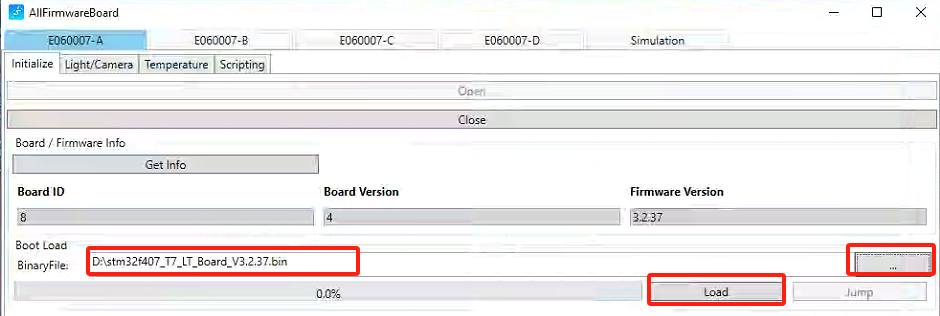 AllFirmwareBoard
E060007-A E060007-B E060007-C E060007-D Simulation
Initialize Light/Camera Temperature Scripting
Open
Close
Board / Firmware Info
Get Info
Board ID Board Version Firmware Version
8 4 3.2.37
Boot Load
BinaryFile: D:\stm32f407_T7_LT_Board_V3.2.37.bin ...
0.0% Load Jump